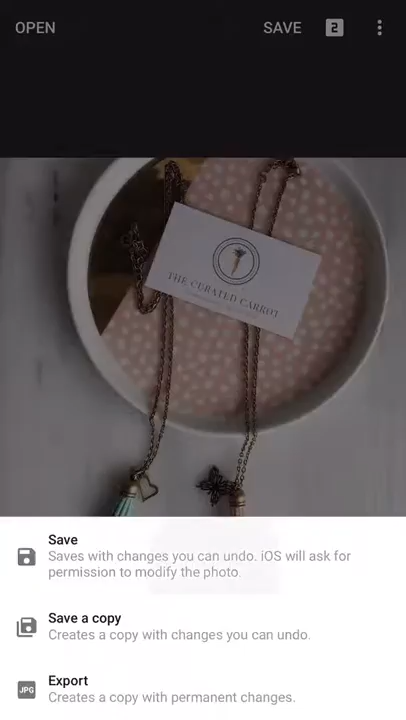 OPEN
SAVE
2
THE CURATED CARROT
Save
Saves with changes you can undo. iOS will ask for
permission to modify the photo.
Save a copy
Creates a copy with changes you can undo.
JPG
Export
Creates a copy with permanent changes.